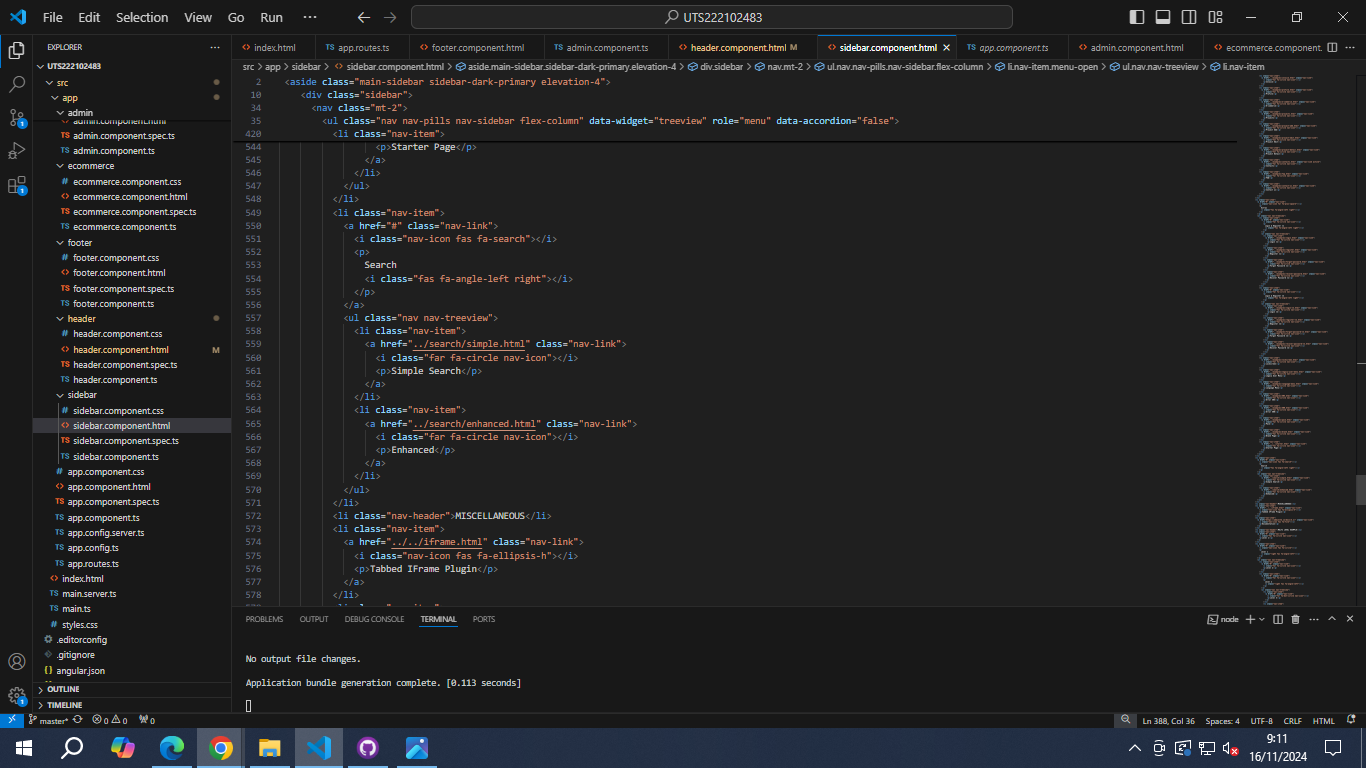 File Edit Selection View Go Run ··· UTS222102483
EXPLORER ···
UTS222102483
src
app
admin
admin.component.html
admin.component.spec.ts
admin.component.ts
ecommerce
ecommerce.component.css
ecommerce.component.html
ecommerce.component.spec.ts
ecommerce.component.ts
footer
footer.component.css
footer.component.html
footer.component.spec.ts
footer.component.ts
header
header.component.css
header.component.html M
header.component.spec.ts
header.component.ts
sidebar
sidebar.component.css
sidebar.component.html
sidebar.component.spec.ts
sidebar.component.ts
app.component.css
app.component.html
app.component.spec.ts
app.component.ts
app.config.server.ts
app.config.ts
app.routes.ts
index.html
main.server.ts
main.ts
styles.css
.editorconfig
.gitignore
angular.json
OUTLINE
TIMELINE
index.html app.routes.ts footer.component.html admin.component.ts header.component.html M sidebar.component.html app.component.ts admin.component.html ecommerce.component.
src > app > sidebar > sidebar.component.html > aside.main-sidebar.sidebar-dark-primary.elevation-4 > div.sidebar > nav.mt-2 > ul.nav.nav-pills.nav-sidebar.flex-column > li.nav-item.menu-open > ul.nav.nav-treeview > li.nav-item
2 <aside class="main-sidebar sidebar-dark-primary elevation-4">
10 <div class="sidebar">
34 <nav class="mt-2">
35 <ul class="nav nav-pills nav-sidebar flex-column" data-widget="treeview" role="menu" data-accordion="false">
420 <li class="nav-item">
544 <p>Starter Page</p>
545 </a>
546 </li>
547 </ul>
548 </li>
549 <li class="nav-item">
550 <a href="#" class="nav-link">
551 <i class="nav-icon fas fa-search"></i>
552 <p>
553 Search
554 <i class="fas fa-angle-left right"></i>
555 </p>
556 </a>
557 <ul class="nav nav-treeview">
558 <li class="nav-item">
559 <a href="../search/simple.html" class="nav-link">
560 <i class="far fa-circle nav-icon"></i>
561 <p>Simple Search</p>
562 </a>
563 </li>
564 <li class="nav-item">
565 <a href="../search/enhanced.html" class="nav-link">
566 <i class="far fa-circle nav-icon"></i>
567 <p>Enhanced</p>
568 </a>
569 </li>
570 </ul>
571 </li>
572 <li class="nav-header">MISCELLANEOUS</li>
573 <li class="nav-item">
574 <a href="../../iframe.html" class="nav-link">
575 <i class="nav-icon fas fa-ellipsis-h"></i>
576 <p>Tabbed IFrame Plugin</p>
577 </a>
578 </li>
PROBLEMS OUTPUT DEBUG CONSOLE TERMINAL PORTS node
No output file changes.
Application bundle generation complete. [0.113 seconds]
master* 0 0 0 Ln 388, Col 36 Spaces: 4 UTF-8 CRLF HTML
9:11
16/11/2024